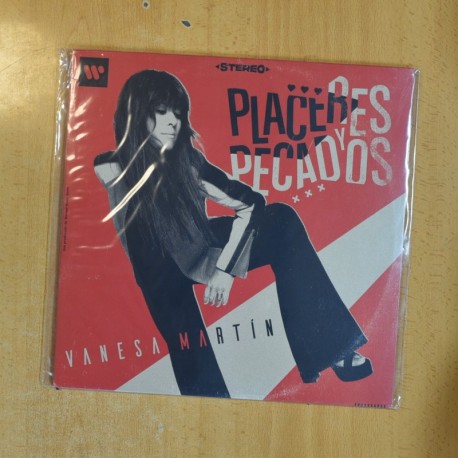 STEREO
PLACERES
Y
PECADOS
VANESA MARTÍN